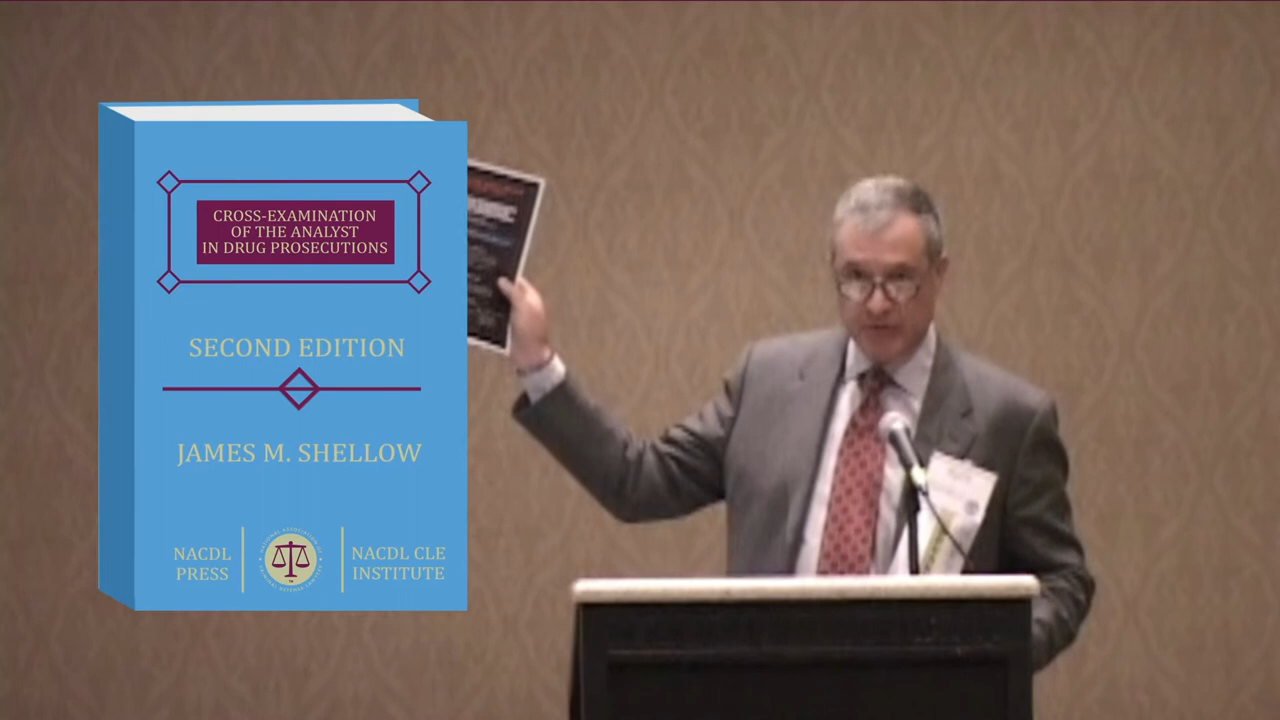 CROSS-EXAMINATION
OF THE ANALYST
IN DRUG PROSECUTIONS
SECOND EDITION
JAMES M. SHELLOW
NACDL
PRESS
NACDL CLE
INSTITUTE